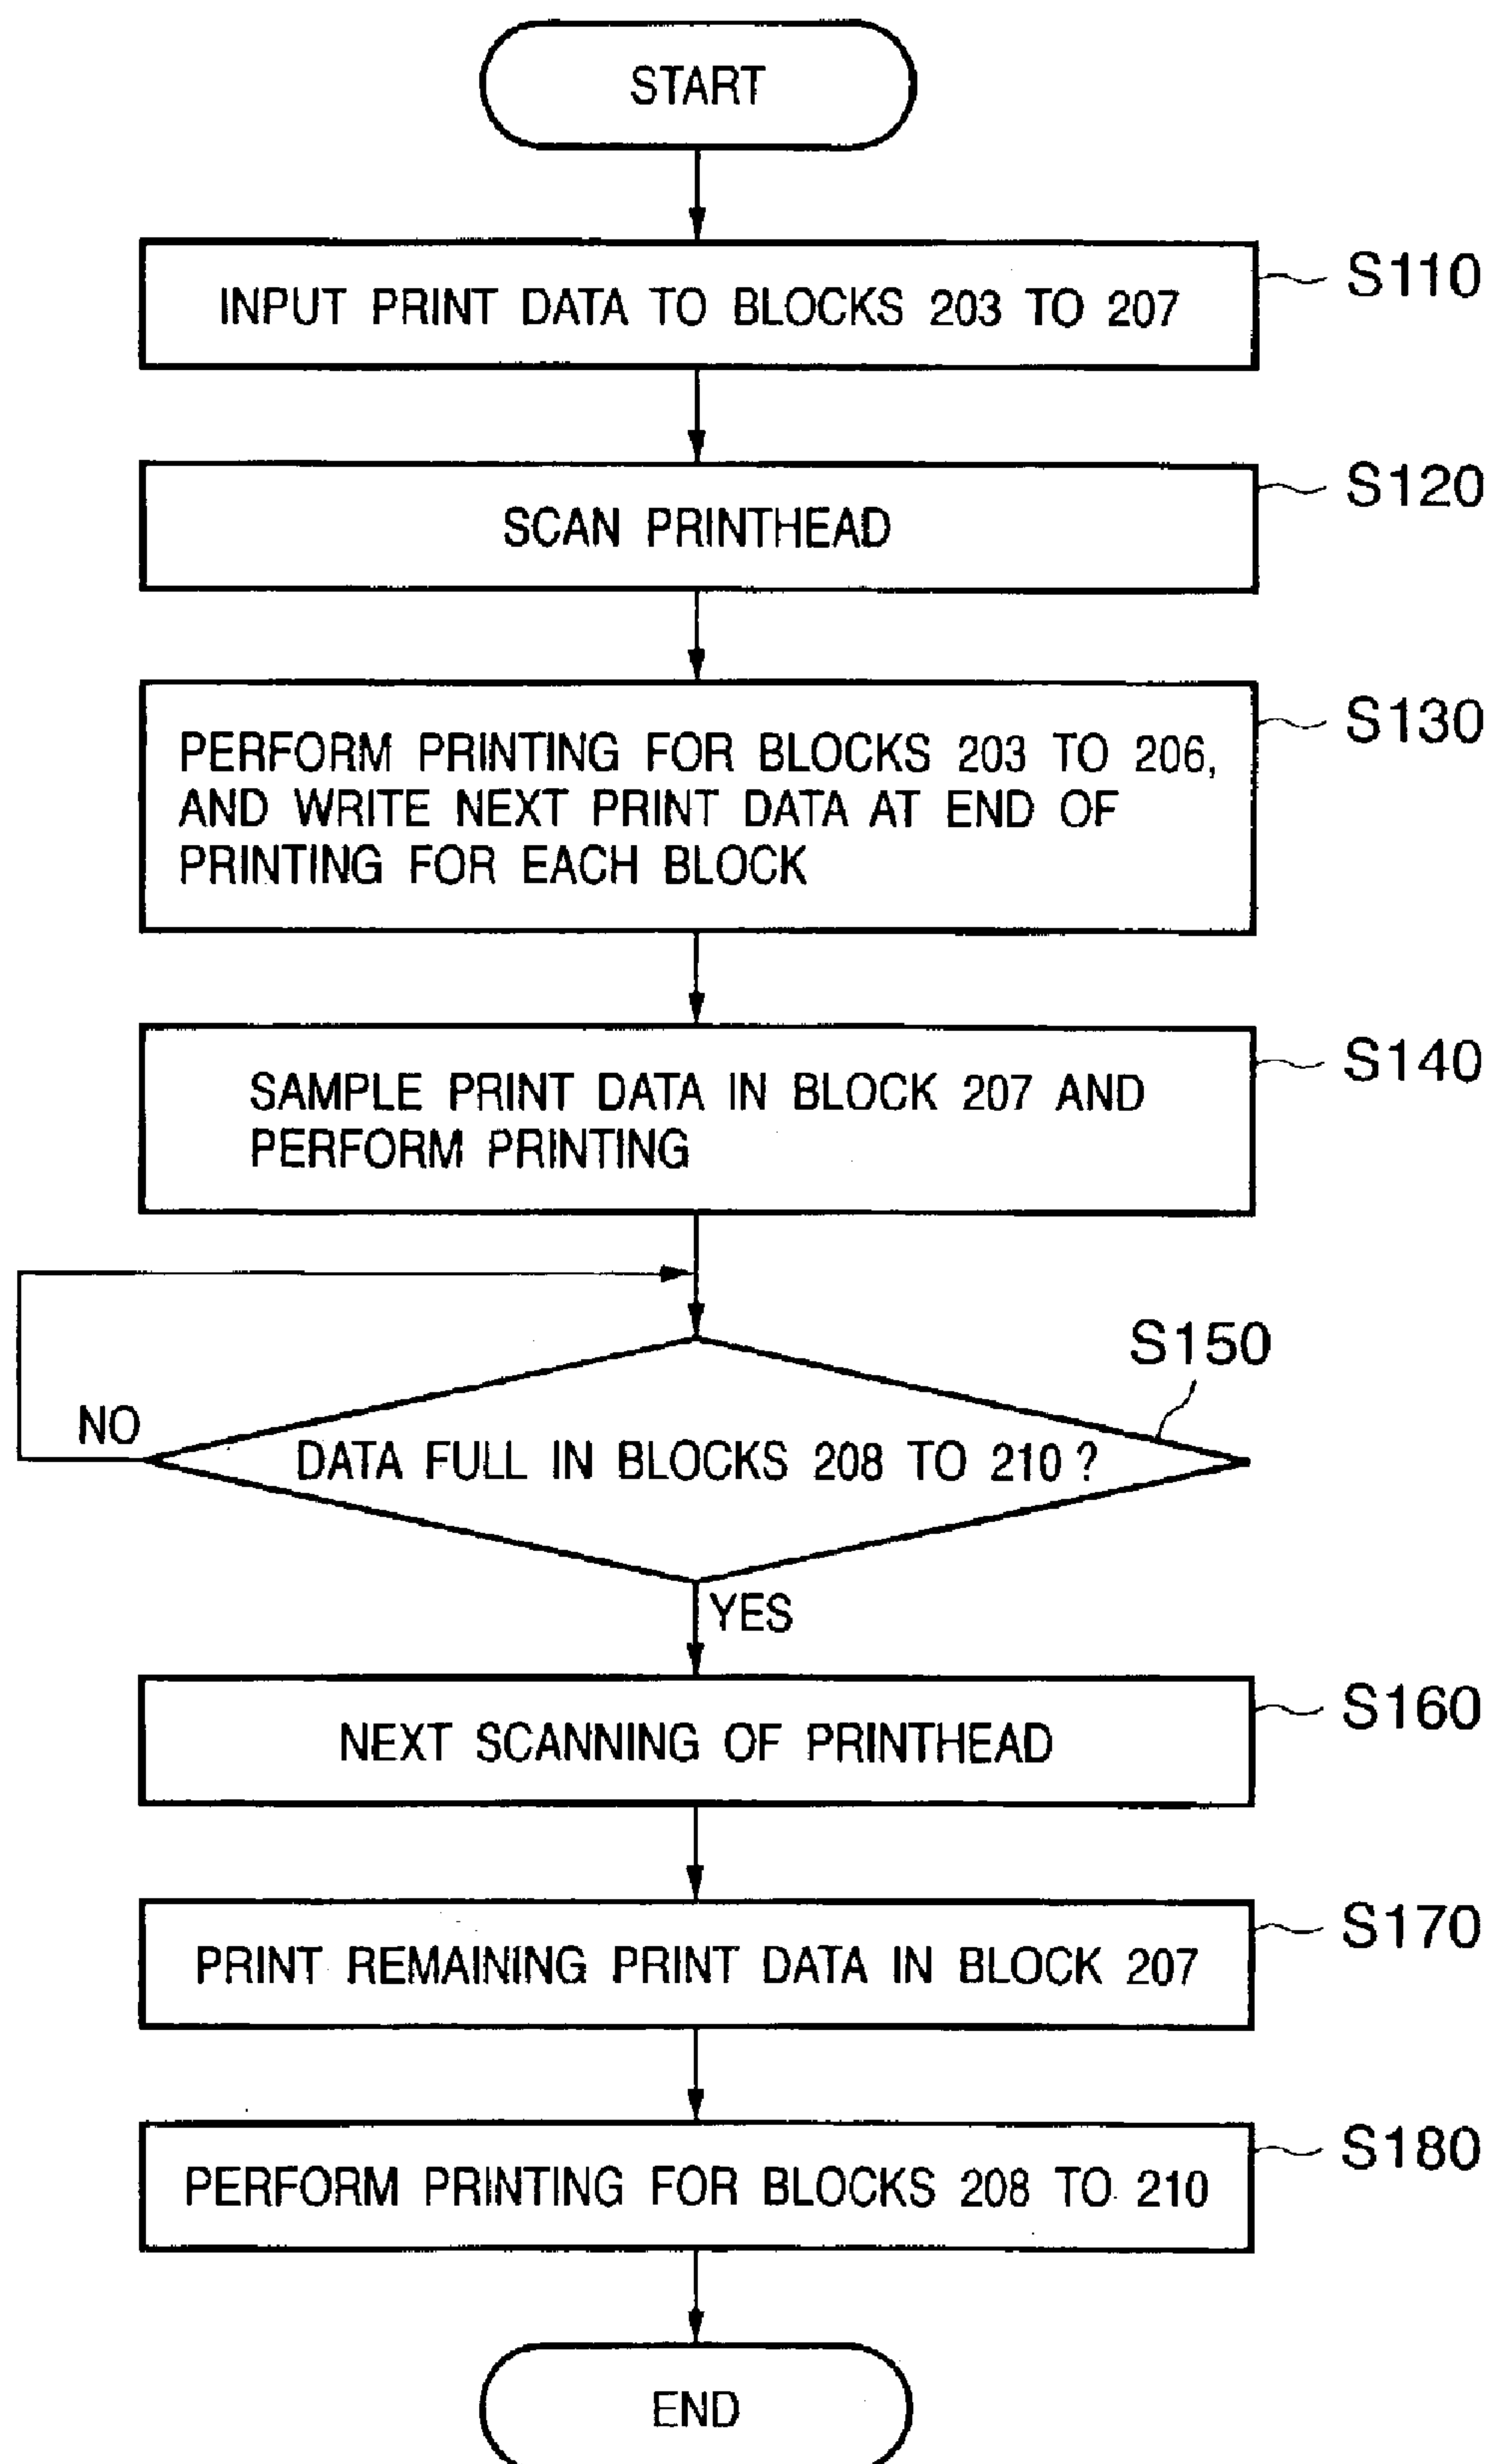 START
INPUT PRINT DATA TO BLOCKS 203 TO 207
S110
SCAN PRINTHEAD
S120
PERFORM PRINTING FOR BLOCKS 203 TO 206,
AND WRITE NEXT PRINT DATA AT END OF
PRINTING FOR EACH BLOCK
S130
SAMPLE PRINT DATA IN BLOCK 207 AND
PERFORM PRINTING
S140
S150
NO
DATA FULL IN BLOCKS 208 TO 210 ?
YES
NEXT SCANNING OF PRINTHEAD
S160
PRINT REMAINING PRINT DATA IN BLOCK 207
S170
PERFORM PRINTING FOR BLOCKS 208 TO 210
S180
END